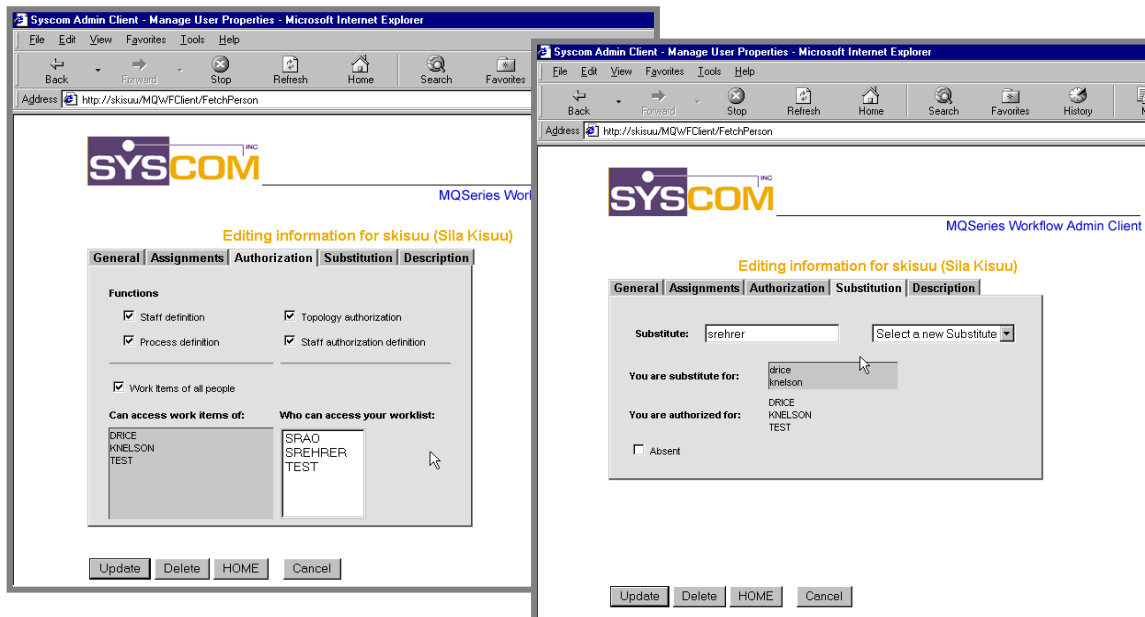 Syscom Admin Client - Manage User Properties - Microsoft Internet Explorer
File Edit View Favorites Tools Help
Back Forward Stop Refresh Home Search Favorites
Address http://skisuu/MQWFClient/FetchPerson
SYSCOM INC
MQSeries Wor
Editing information for skisuu (Sila Kisuu)
General Assignments Authorization Substitution Description
Functions
Staff definition Topology authorization
Process definition Staff authorization definition
Work Items of all people
Can access work items of: Who can access your worklist:
DRICE
KNELSON
TEST
SRAO
SREHRER
TEST
Update Delete HOME Cancel
Syscom Admin Client - Manage User Properties - Microsoft Internet Explorer
File Edit View Favorites Tools Help
Back Forward Stop Refresh Home Search Favorites History
Address http://skisuu/MQWFClient/FetchPerson
SYSCOM INC
MQSeries Workflow Admin Client
Editing information for skisuu (Sila Kisuu)
General Assignments Authorization Substitution Description
Substitute: srehrer Select a new Substitute
You are substitute for:
drice
knelson
You are authorized for:
DRICE
KNELSON
TEST
Absent
Update Delete HOME Cancel